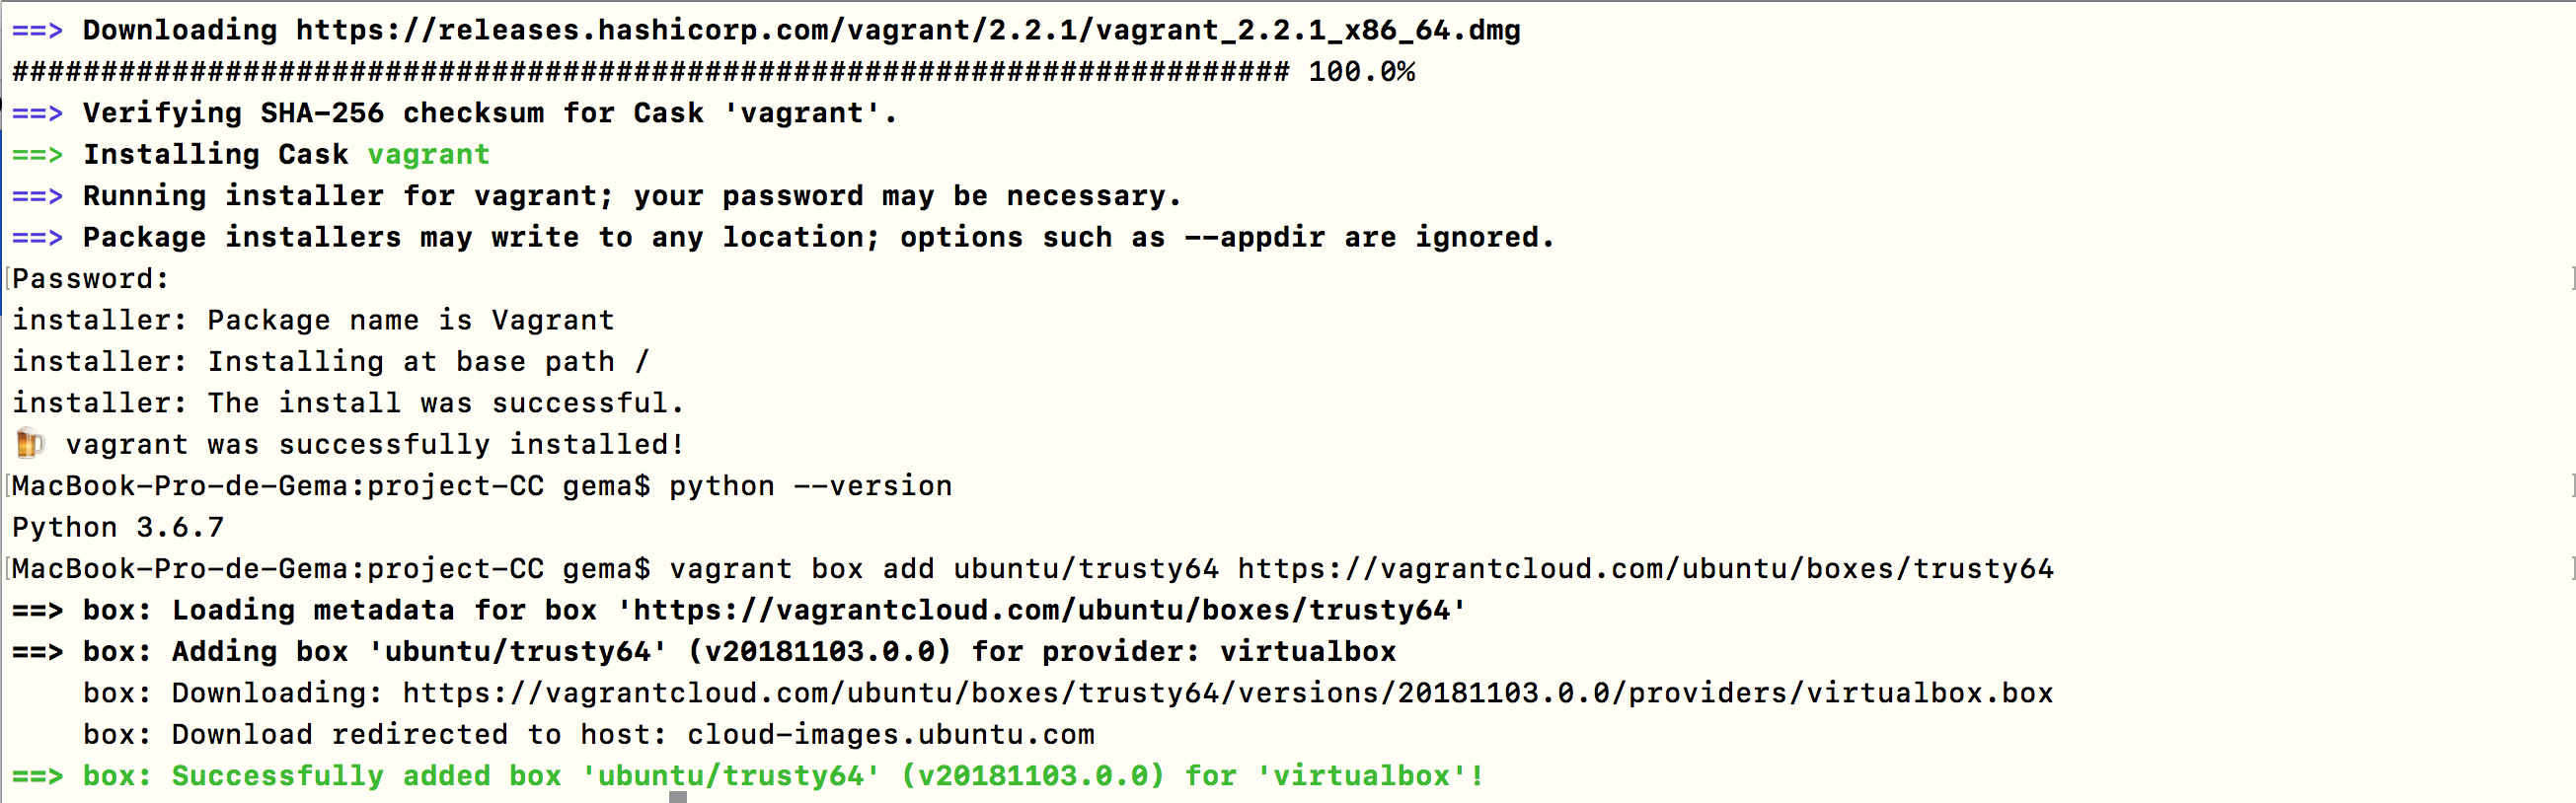 ==> Downloading https://releases.hashicorp.com/vagrant/2.2.1/vagrant_2.2.1_x86_64.dmg
######################################################################## 100.0%
==> Verifying SHA-256 checksum for Cask 'vagrant'.
==> Installing Cask vagrant
==> Running installer for vagrant; your password may be necessary.
==> Package installers may write to any location; options such as --appdir are ignored.
[Password: ]
installer: Package name is Vagrant
installer: Installing at base path /
installer: The install was successful.
🍺 vagrant was successfully installed!
[MacBook-Pro-de-Gema:project-CC gema$ python --version ]
Python 3.6.7
[MacBook-Pro-de-Gema:project-CC gema$ vagrant box add ubuntu/trusty64 https://vagrantcloud.com/ubuntu/boxes/trusty64 ]
==> box: Loading metadata for box 'https://vagrantcloud.com/ubuntu/boxes/trusty64'
==> box: Adding box 'ubuntu/trusty64' (v20181103.0.0) for provider: virtualbox
    box: Downloading: https://vagrantcloud.com/ubuntu/boxes/trusty64/versions/20181103.0.0/providers/virtualbox.box
    box: Download redirected to host: cloud-images.ubuntu.com
==> box: Successfully added box 'ubuntu/trusty64' (v20181103.0.0) for 'virtualbox'!